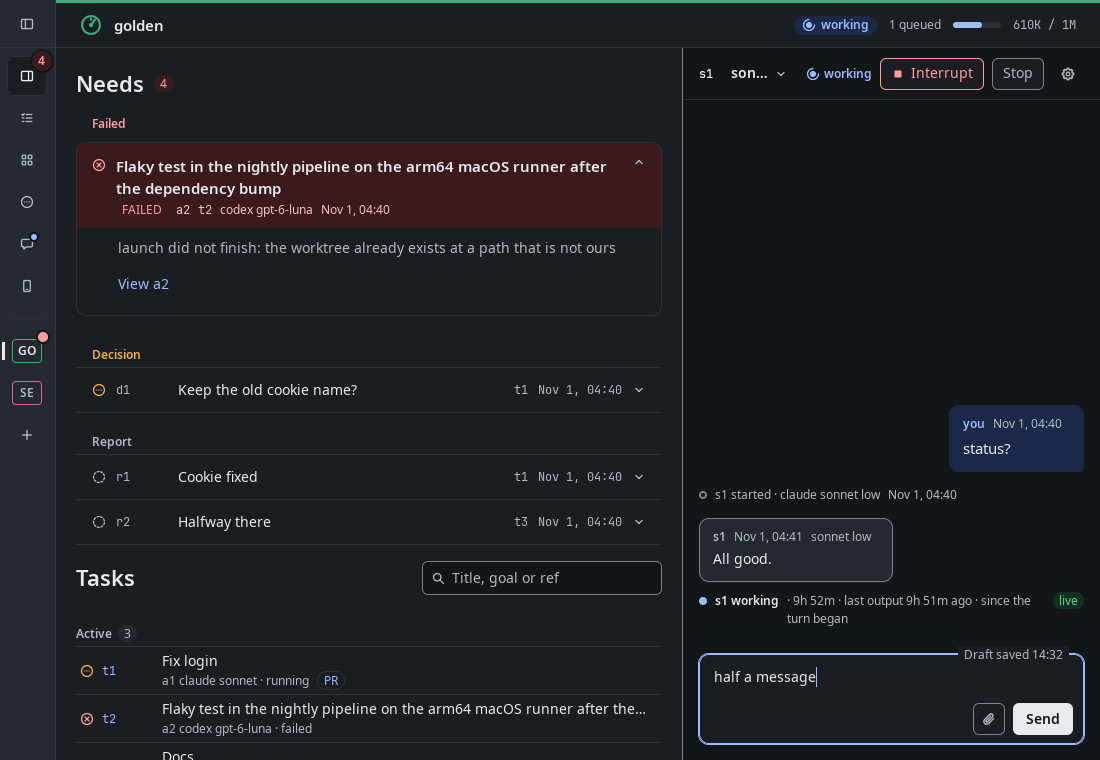 golden
working
1 queued
610K / 1M
4
GO
SE
Needs 4
Failed
Flaky test in the nightly pipeline on the arm64 macOS runner after
the dependency bump
FAILED a2 t2 codex gpt-6-luna Nov 1, 04:40
launch did not finish: the worktree already exists at a path that is not ours
View a2
Decision
d1 Keep the old cookie name? t1 Nov 1, 04:40
Report
r1 Cookie fixed t1 Nov 1, 04:40
r2 Halfway there t3 Nov 1, 04:40
Tasks
Title, goal or ref
Active 3
t1 Fix login
a1 claude sonnet · running PR
t2 Flaky test in the nightly pipeline on the arm64 macOS runner after the...
a2 codex gpt-6-luna · failed
Docs
s1 son... working Interrupt Stop
you Nov 1, 04:40
status?
s1 started · claude sonnet low Nov 1, 04:40
s1 Nov 1, 04:41 sonnet low
All good.
s1 working · 9h 52m · last output 9h 51m ago · since the
turn began
live
Draft saved 14:32
half a message
Send